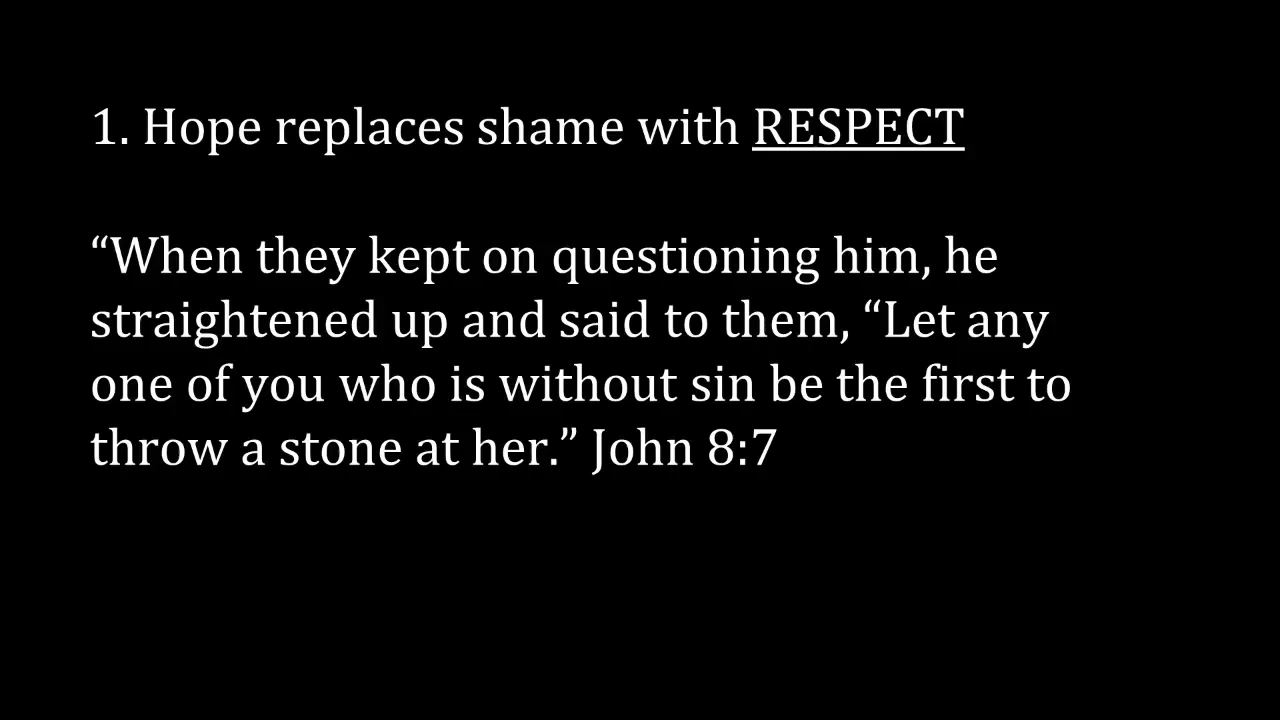 1. Hope replaces shame with RESPECT
“When they kept on questioning him, he
straightened up and said to them, “Let any
one of you who is without sin be the first to
throw a stone at her.” John 8:7